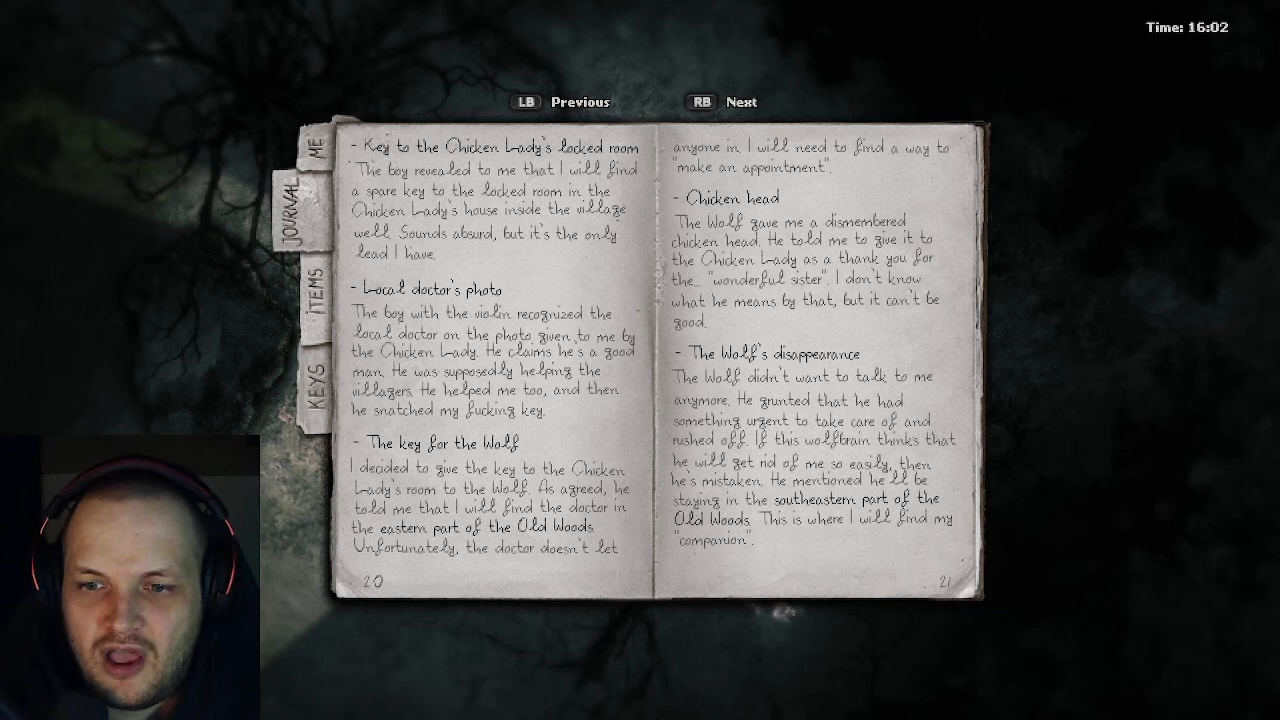 Time: 16:02
LB Previous RB Next
ME
JOURNAL
ITEMS
KEYS
- Key to the Chicken Lady's locked room
The boy revealed to me that I will find
a spare key to the locked room in the
Chicken Lady's house inside the village
well. Sounds absurd, but it's the only
lead I have.
- Local doctor's photo
The boy with the violin recognized the
local doctor on the photo given to me by
the Chicken Lady. He claims he's a good
man. He was supposedly helping the
villagers. He helped me too, and then
he snatched my fucking key.
- The key for the Wolf
I decided to give the key to the Chicken
Lady's room to the Wolf. As agreed, he
told me that I will find the doctor in
the eastern part of the Old Woods.
Unfortunately, the doctor doesn't let
20
anyone in. I will need to find a way to
"make an appointment".
- Chicken head
The Wolf gave me a dismembered
chicken head. He told me to give it to
the Chicken Lady as a thank you for
the... "wonderful sister". I don't know
what he means by that, but it can't be
good.
- The Wolf's disappearance
The Wolf didn't want to talk to me
anymore. He grunted that he had
something urgent to take care of and
rushed off. If this wolfbrain thinks that
he will get rid of me so easily, then
he's mistaken. He mentioned he'll be
staying in the southeastern part of the
Old Woods. This is where I will find my
"companion".
21